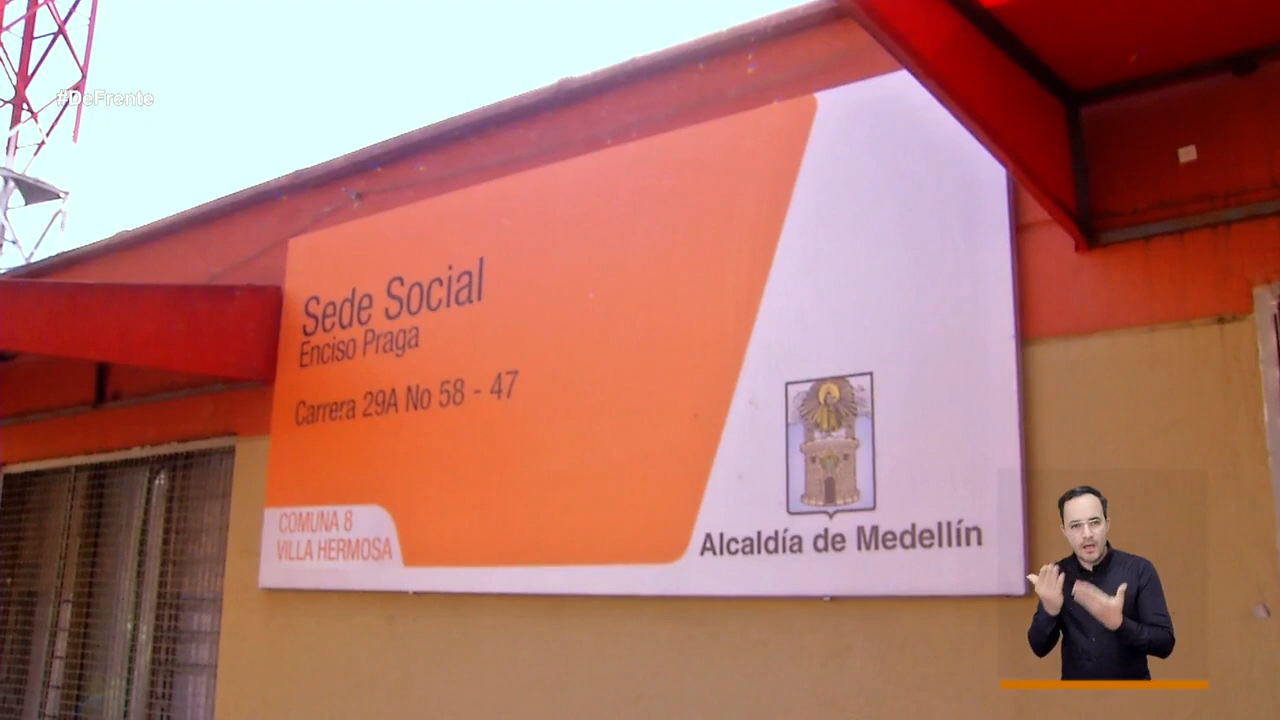 #DeFrente
Sede Social
Enciso Praga
Carrera 29A No 58 - 47
COMUNA 8
VILLA HERMOSA
Alcaldía de Medellín